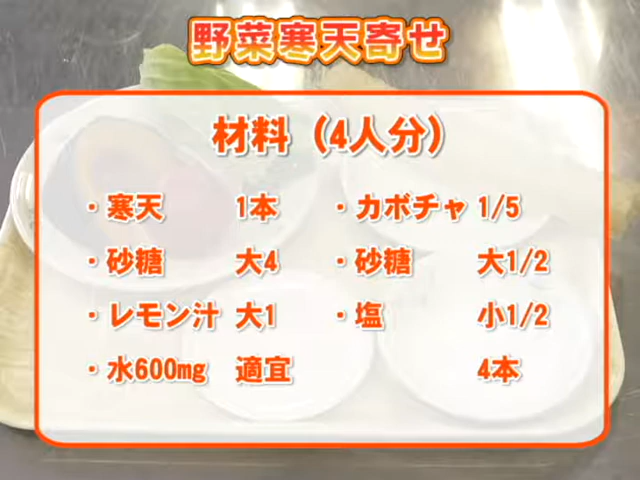 野菜寒天寄せ
材料（4人分）
・寒天 1本 ・カボチャ 1/5
・砂糖 大4 ・砂糖 大1/2
・レモン汁 大1 ・塩 小1/2
・水600mg 適宜 4本